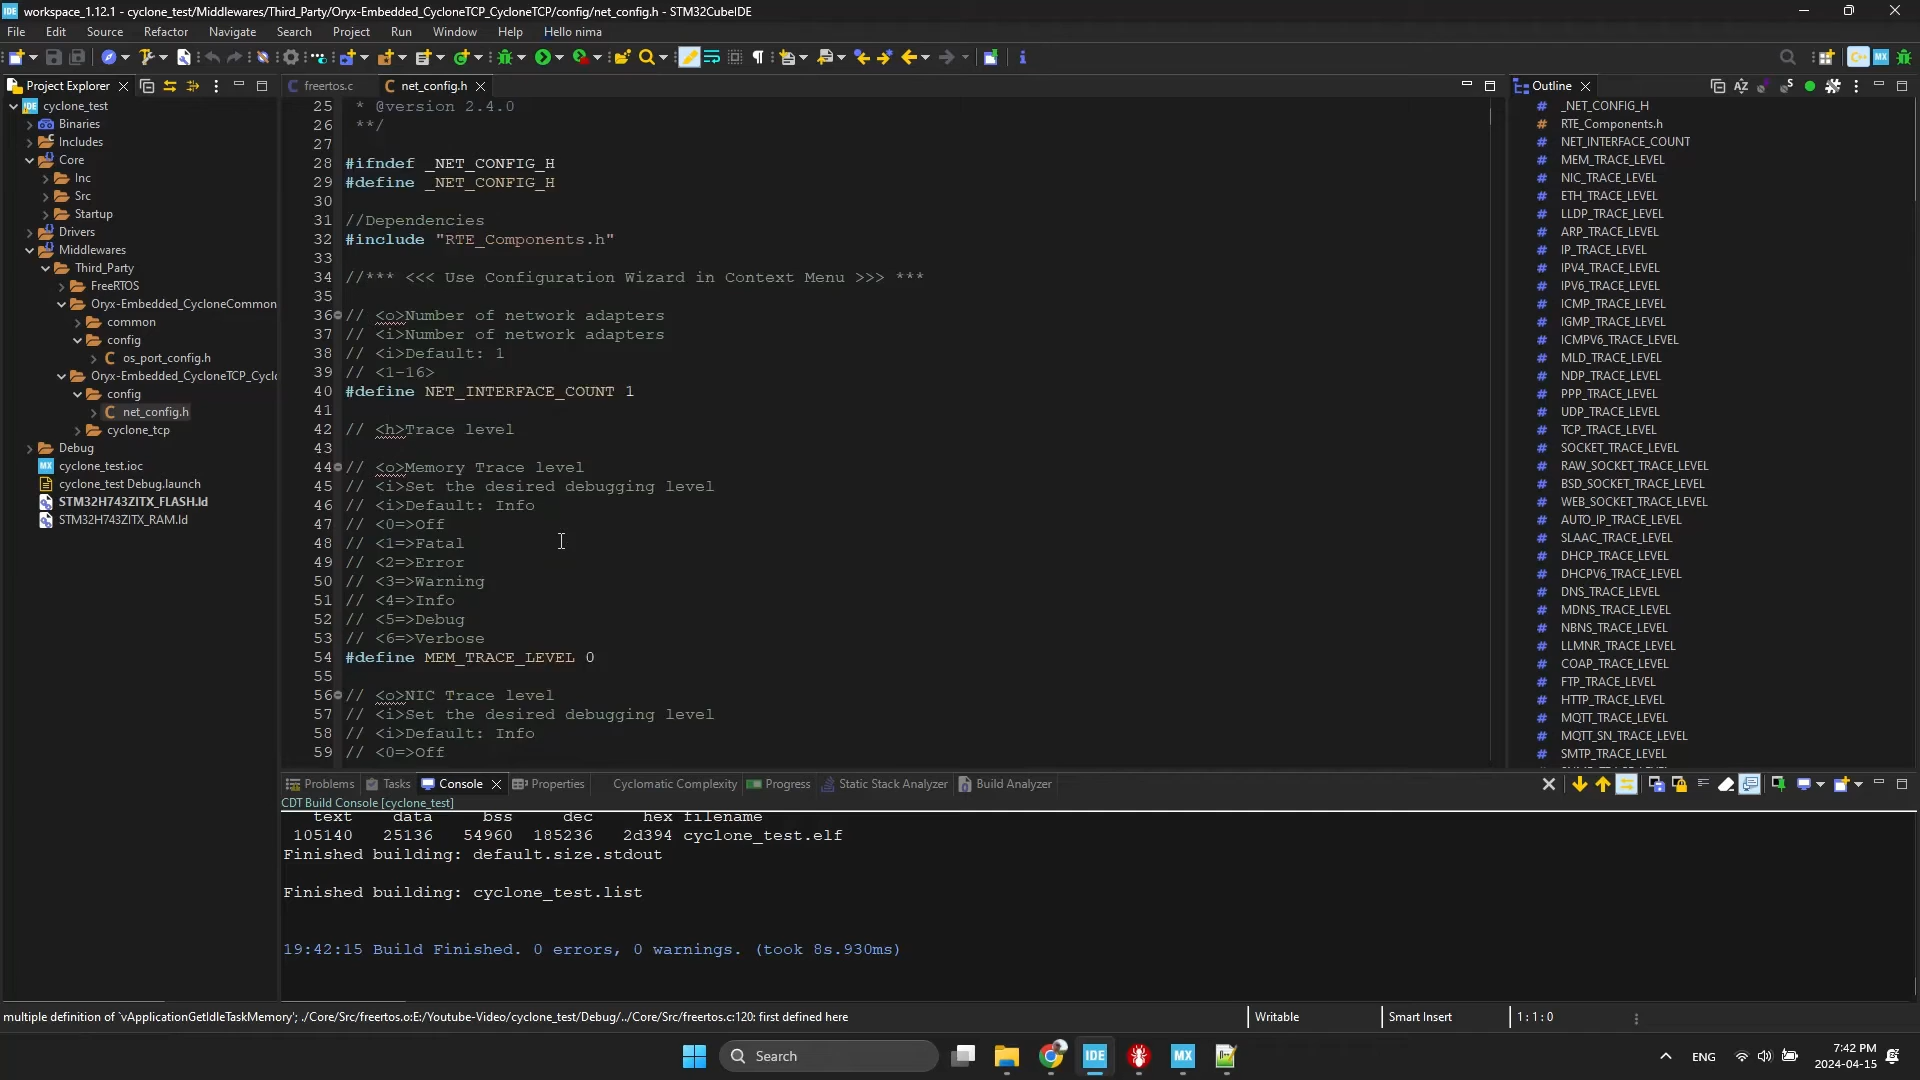 workspace_1.12.1 - cyclone_test/Middlewares/Third_Party/Oryx-Embedded_CycloneTCP_CycloneTCP/config/net_config.h - STM32CubeIDE
File Edit Source Refactor Navigate Search Project Run Window Help Hello nima
Project Explorer
cyclone_test
Binaries
Includes
Core
Inc
Src
Startup
Drivers
Middlewares
Third_Party
FreeRTOS
Oryx-Embedded_CycloneCommon
common
config
os_port_config.h
Oryx-Embedded_CycloneTCP_Cyclo
config
net_config.h
cyclone_tcp
Debug
cyclone_test.ioc
cyclone_test Debug.launch
STM32H743ZITX_FLASH.ld
STM32H743ZITX_RAM.ld
freertos.c net_config.h
25 * @version 2.4.0
26 **/
27
28 #ifndef _NET_CONFIG_H
29 #define _NET_CONFIG_H
30
31 //Dependencies
32 #include "RTE_Components.h"
33
34 //*** <<< Use Configuration Wizard in Context Menu >>> ***
35
36 // <o>Number of network adapters
37 // <i>Number of network adapters
38 // <i>Default: 1
39 // <1-16>
40 #define NET_INTERFACE_COUNT 1
41
42 // <h>Trace level
43
44 // <o>Memory Trace level
45 // <i>Set the desired debugging level
46 // <i>Default: Info
47 // <0=>Off
48 // <1=>Fatal
49 // <2=>Error
50 // <3=>Warning
51 // <4=>Info
52 // <5=>Debug
53 // <6=>Verbose
54 #define MEM_TRACE_LEVEL 0
55
56 // <o>NIC Trace level
57 // <i>Set the desired debugging level
58 // <i>Default: Info
59 // <0=>Off
Outline
_NET_CONFIG_H
RTE_Components.h
NET_INTERFACE_COUNT
MEM_TRACE_LEVEL
NIC_TRACE_LEVEL
ETH_TRACE_LEVEL
LLDP_TRACE_LEVEL
ARP_TRACE_LEVEL
IP_TRACE_LEVEL
IPV4_TRACE_LEVEL
IPV6_TRACE_LEVEL
ICMP_TRACE_LEVEL
IGMP_TRACE_LEVEL
ICMPV6_TRACE_LEVEL
MLD_TRACE_LEVEL
NDP_TRACE_LEVEL
PPP_TRACE_LEVEL
UDP_TRACE_LEVEL
TCP_TRACE_LEVEL
SOCKET_TRACE_LEVEL
RAW_SOCKET_TRACE_LEVEL
BSD_SOCKET_TRACE_LEVEL
WEB_SOCKET_TRACE_LEVEL
AUTO_IP_TRACE_LEVEL
SLAAC_TRACE_LEVEL
DHCP_TRACE_LEVEL
DHCPV6_TRACE_LEVEL
DNS_TRACE_LEVEL
MDNS_TRACE_LEVEL
NBNS_TRACE_LEVEL
LLMNR_TRACE_LEVEL
COAP_TRACE_LEVEL
FTP_TRACE_LEVEL
HTTP_TRACE_LEVEL
MQTT_TRACE_LEVEL
MQTT_SN_TRACE_LEVEL
SMTP_TRACE_LEVEL
Problems Tasks Console Properties Cyclomatic Complexity Progress Static Stack Analyzer Build Analyzer
CDT Build Console [cyclone_test]
text data bss dec hex filename
105140 25136 54960 185236 2d394 cyclone_test.elf
Finished building: default.size.stdout
Finished building: cyclone_test.list
19:42:15 Build Finished. 0 errors, 0 warnings. (took 8s.930ms)
multiple definition of `vApplicationGetIdleTaskMemory'; ./Core/Src/freertos.o:E:/Youtube-Video/cyclone_test/Debug/../Core/Src/freertos.c:120: first defined here
Writable Smart Insert 1 : 1 : 0
Search
IDE
MX
ENG
7:42 PM
2024-04-15